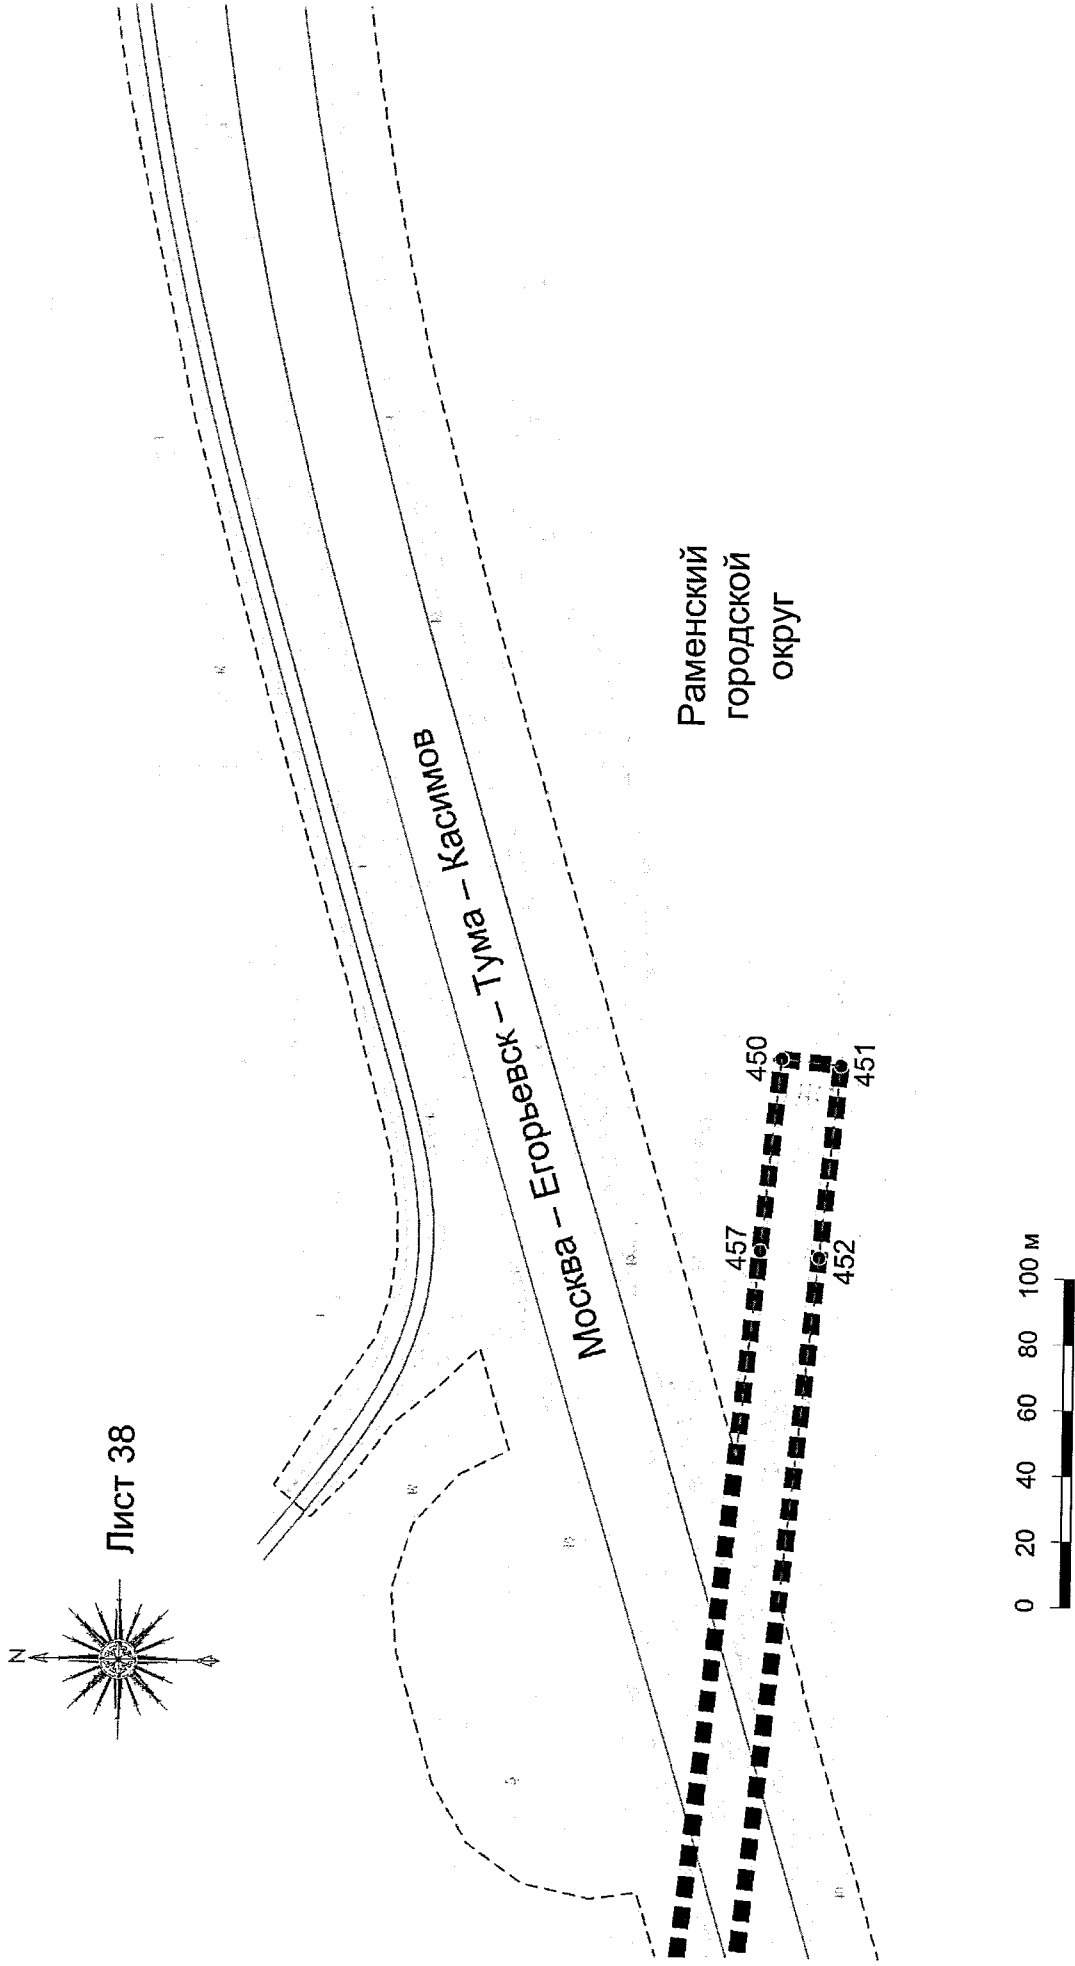 N
Лист 38
Москва – Егорьевск – Тума – Касимов
Раменский
городской
округ
450
451
457
452
0 20 40 60 80 100 м